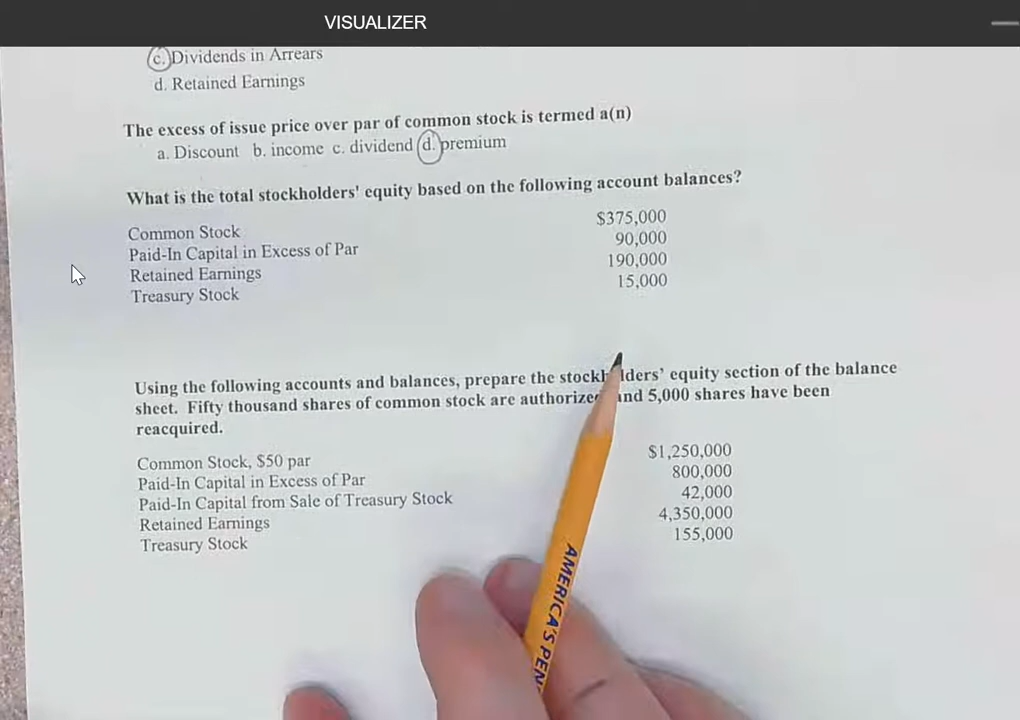 VISUALIZER
c. Dividends in Arrears
d. Retained Earnings
The excess of issue price over par of common stock is termed a(n)
a. Discount b. income c. dividend d. premium
What is the total stockholders' equity based on the following account balances?
Common Stock $375,000
Paid-In Capital in Excess of Par 90,000
Retained Earnings 190,000
Treasury Stock 15,000
Using the following accounts and balances, prepare the stockholders' equity section of the balance
sheet. Fifty thousand shares of common stock are authorized and 5,000 shares have been
reacquired.
Common Stock, $50 par $1,250,000
Paid-In Capital in Excess of Par 800,000
Paid-In Capital from Sale of Treasury Stock 42,000
Retained Earnings 4,350,000
Treasury Stock 155,000
AMERICA'S PEN